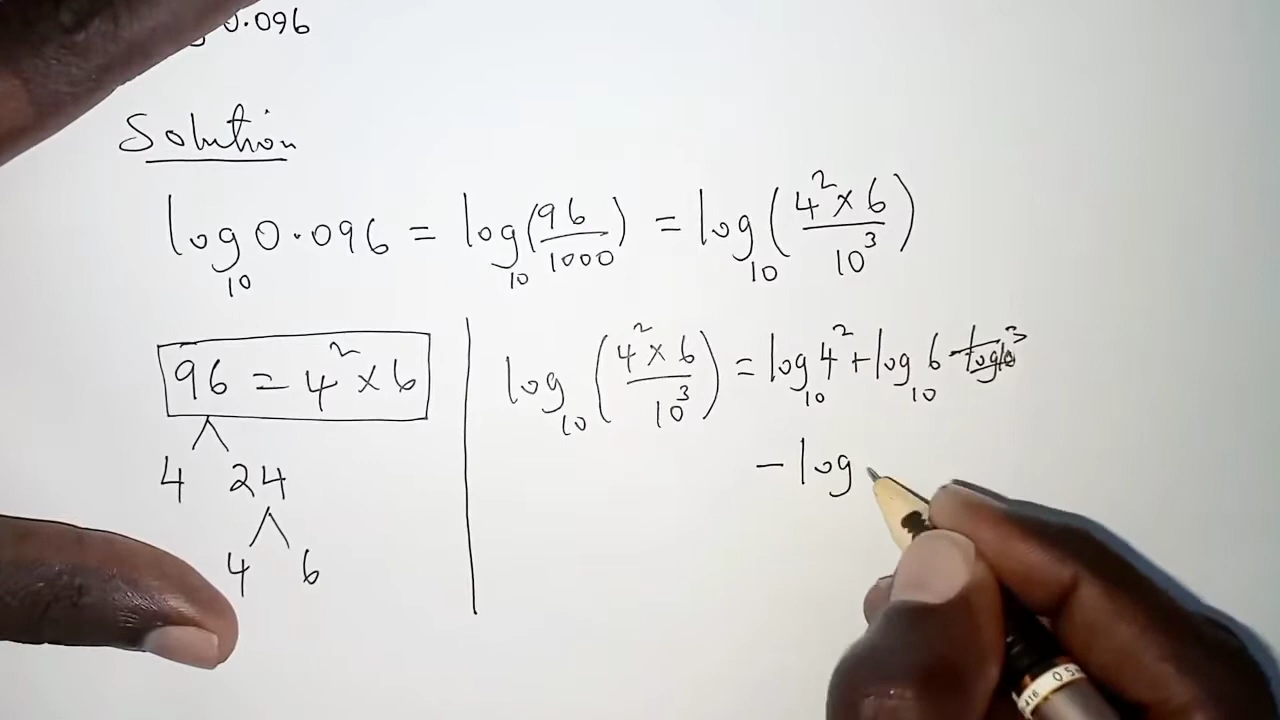 0.096
Solution
log₁₀ 0.096 = log₁₀ (96/1000) = log₁₀ (4² × 6 / 10³)
96 = 4² × 6
4 24
4 6
log₁₀ (4² × 6 / 10³) = log₁₀ 4² + log₁₀ 6
- log